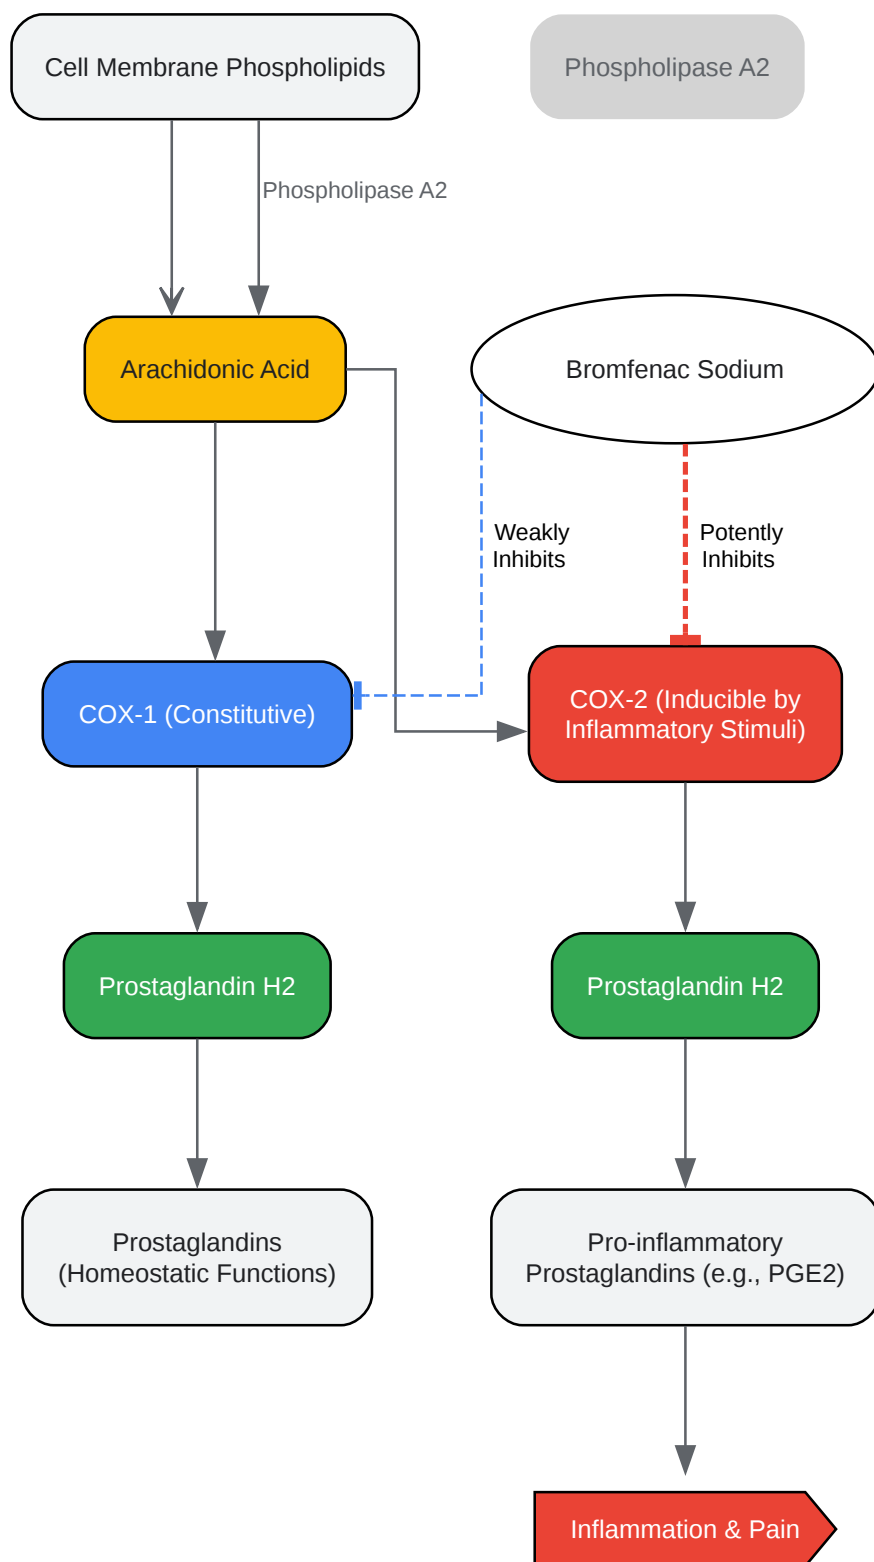 Cell Membrane Phospholipids
Phospholipase A2
Phospholipase A2
Arachidonic Acid
Bromfenac Sodium
Weakly
Inhibits
Potently
Inhibits
COX-1 (Constitutive)
COX-2 (Inducible by
Inflammatory Stimuli)
Prostaglandin H2
Prostaglandin H2
Prostaglandins
(Homeostatic Functions)
Pro-inflammatory
Prostaglandins (e.g., PGE2)
Inflammation & Pain